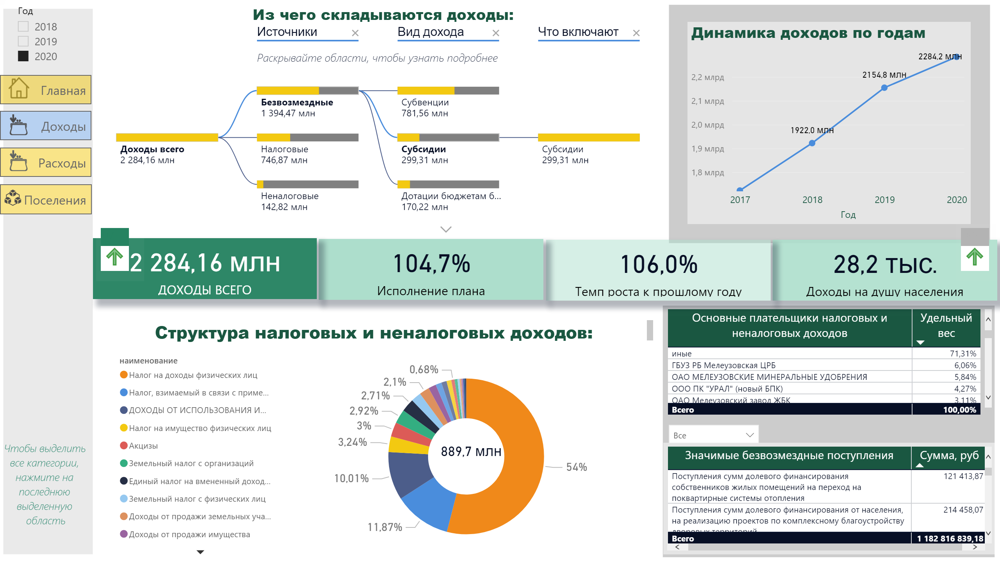 Год
2018
2019
2020
Главная
Доходы
Расходы
Поселения
Чтобы выделить
все категории,
нажмите на
последнюю
выделенную
область
Из чего складываются доходы:
Источники
Вид дохода
Что включают
Раскрывайте области, чтобы узнать подробнее
Доходы всего
2 284,16 млн
Безвозмездные
1 394,47 млн
Налоговые
746,87 млн
Неналоговые
142,82 млн
Субвенции
781,56 млн
Субсидии
299,31 млн
Дотации бюджетам б...
170,22 млн
Субсидии
299,31 млн
Динамика доходов по годам
2284,2 млн
2154,8 млн
1922,0 млн
2,2 млрд
2,1 млрд
2,0 млрд
1,9 млрд
1,8 млрд
2017
2018
2019
2020
Год
2 284,16 млн
ДОХОДЫ ВСЕГО
104,7%
Исполнение плана
106,0%
Темп роста к прошлому году
28,2 тыс.
Доходы на душу населения
Структура налоговых и неналоговых доходов:
наименование
Налог на доходы физических лиц
Налог, взимаемый в связи с приме...
ДОХОДЫ ОТ ИСПОЛЬЗОВАНИЯ И...
Налог на имущество физических лиц
Акцизы
Земельный налог с организаций
Единый налог на вмененный доход...
Земельный налог с физических лиц
Доходы от продажи земельных уча...
Доходы от продажи имущества
0,68%
2,1%
2,71%
2,92%
3%
3,24%
10,01%
11,87%
54%
889,7 млн
Основные плательщики налоговых и
неналоговых доходов
Удельный
вес
иные 71,31%
ГБУЗ РБ Мелеузовская ЦРБ 6,06%
ОАО МЕЛЕУЗОВСКИЕ МИНЕРАЛЬНЫЕ УДОБРЕНИЯ 5,84%
ООО ПК "УРАЛ" (новый БПК) 4,27%
ОАО Мелеузовский завод ЖБК 3,11%
Всего 100,00%
Все
Значимые безвозмездные поступления Сумма, руб
Поступления сумм долевого финансирования 121 413,87
собственников жилых помещений на переход на
поквартирные системы отопления
Поступления сумм долевого финансирования от населения, 214 458,07
на реализацию проектов по комплексному благоустройству
дворовых территорий
Всего 1 182 816 839,18